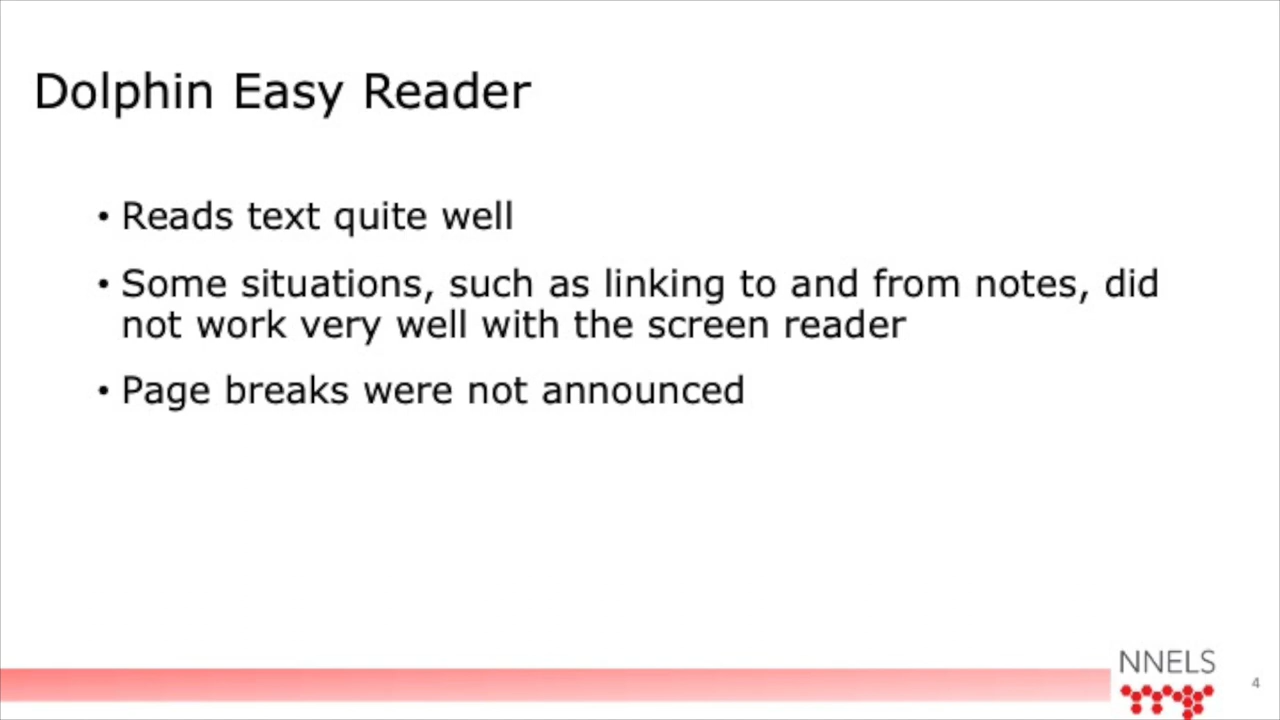 Dolphin Easy Reader
• Reads text quite well
• Some situations, such as linking to and from notes, did
not work very well with the screen reader
• Page breaks were not announced
NNELS
4